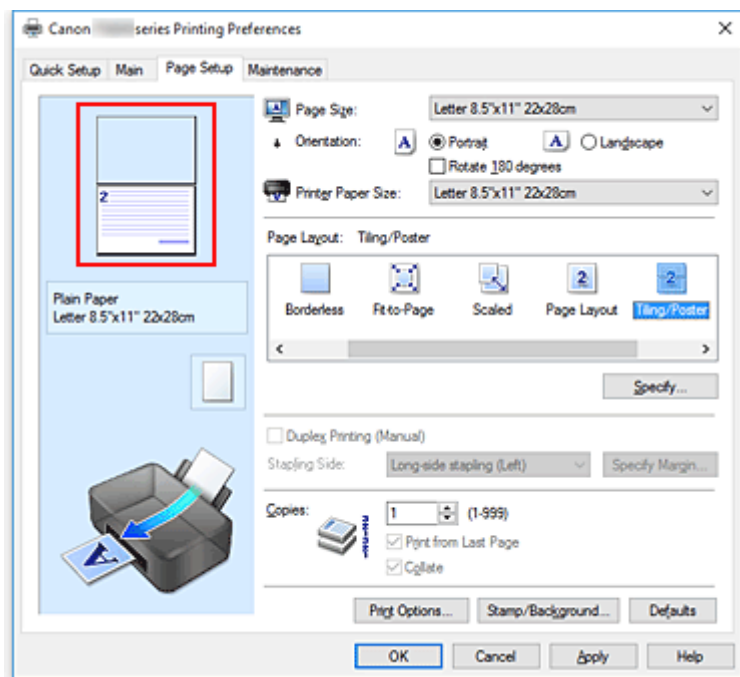 Canon series Printing Preferences
Quick Setup Main Page Setup Maintenance
2
Plain Paper
Letter 8.5"x11" 22x28cm
Page Size: Letter 8.5"x11" 22x28cm
Orientation: A Portrait A Landscape
Rotate 180 degrees
Printer Paper Size: Letter 8.5"x11" 22x28cm
Page Layout: Tiling/Poster
2 2
Borderless Fit-to-Page Scaled Page Layout Tiling/Poster
Specify...
Duplex Printing (Manual)
Stapling Side: Long-side stapling (Left) Specify Margin...
Copies: 1 (1-999)
Print from Last Page
Collate
A
Print Options... Stamp/Background... Defaults
OK Cancel Apply Help